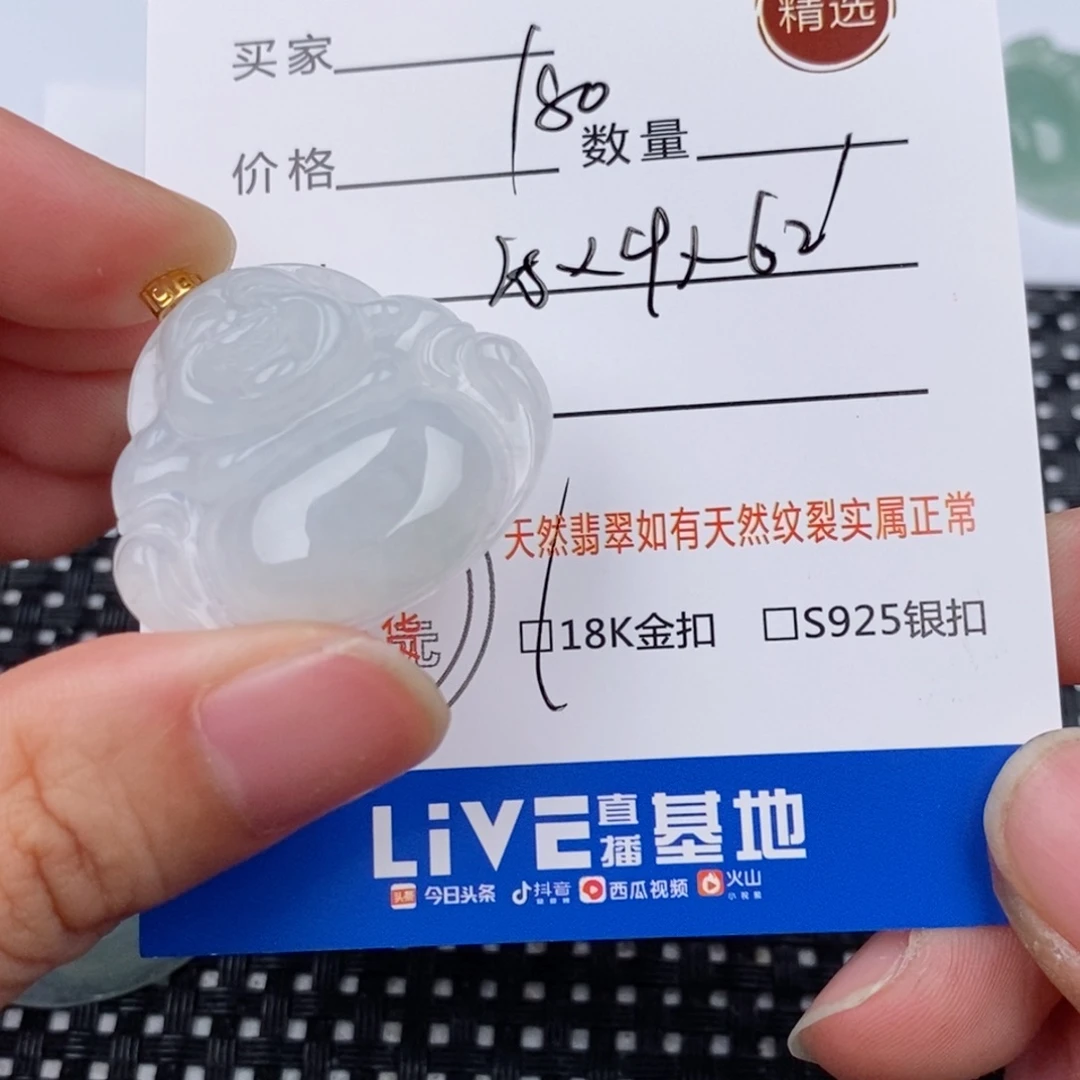 精选
买家
180
价格 数量
天然翡翠如有天然纹裂实属正常
□18K金扣 □S925银扣
LiVE直播基地
今日头条 抖音 西瓜视频 火山